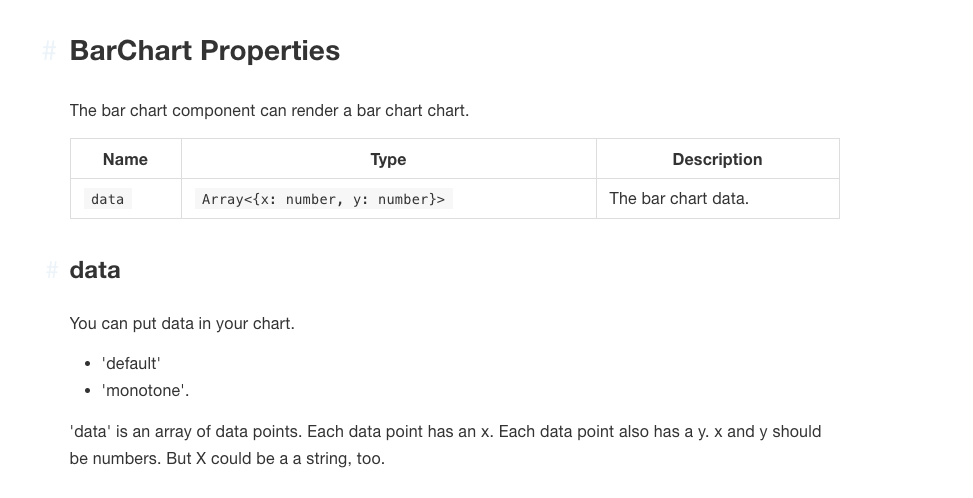 # BarChart Properties
The bar chart component can render a bar chart chart.
Name Type Description
data Array<{x: number, y: number}> The bar chart data.
# data
You can put data in your chart.
• 'default'
• 'monotone'.
'data' is an array of data points. Each data point has an x. Each data point also has a y. x and y should
be numbers. But X could be a a string, too.